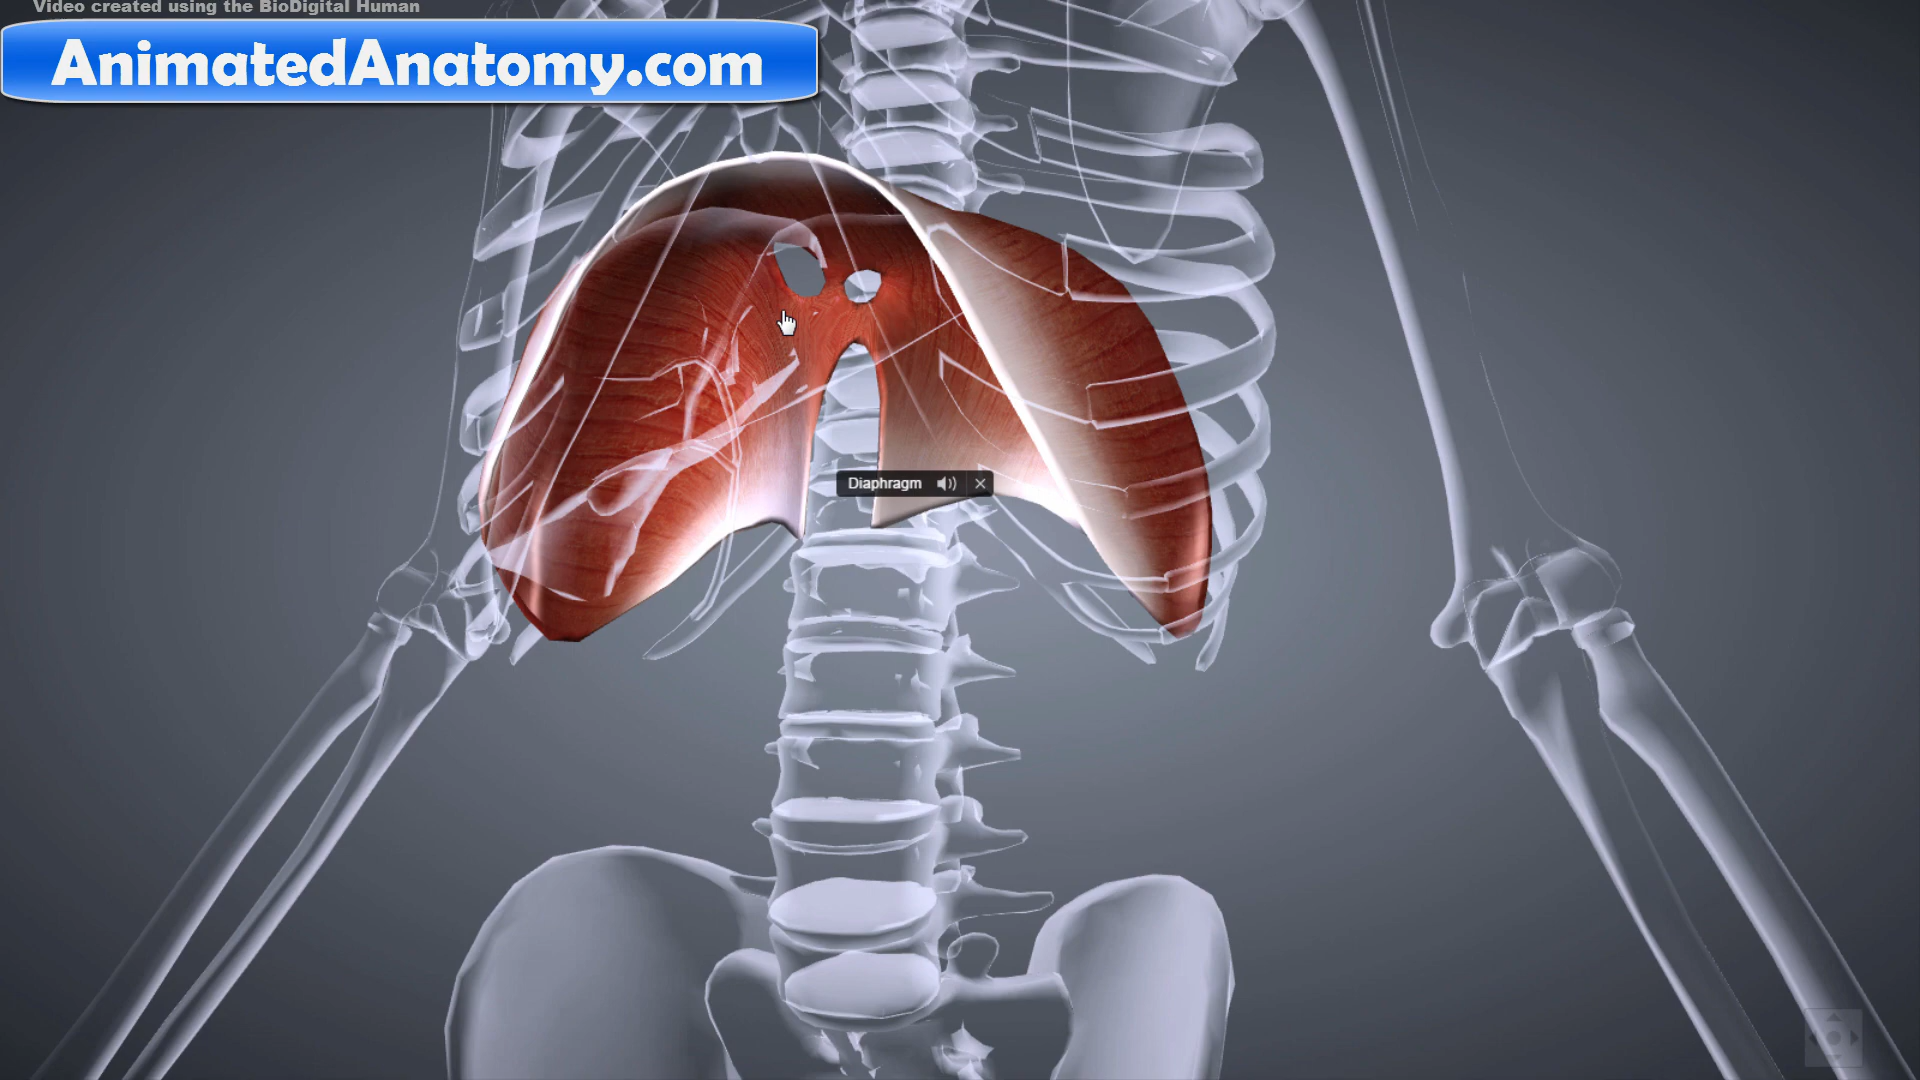 Video created using the BioDigital Human
AnimatedAnatomy.com
Diaphragm